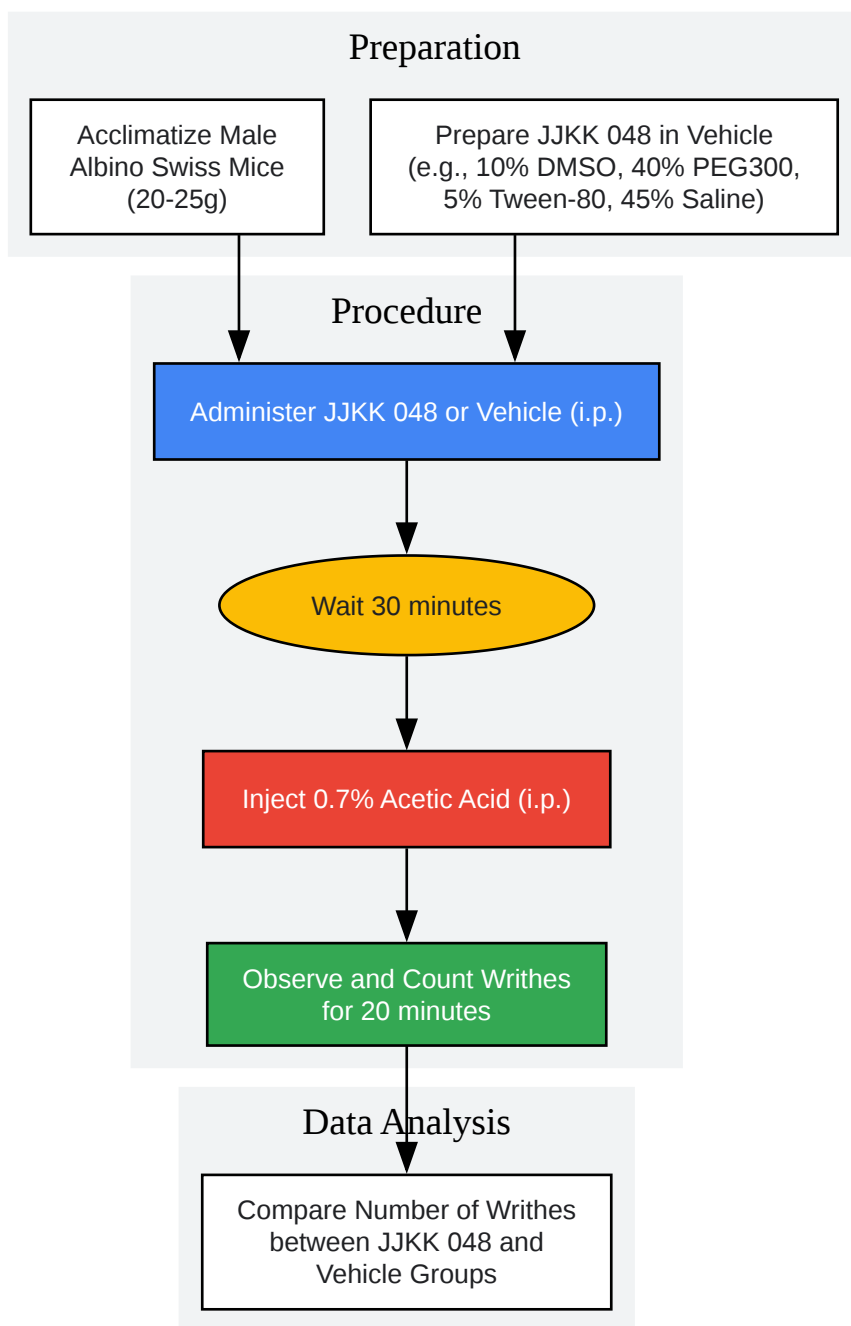 Preparation
Acclimatize Male
Albino Swiss Mice
(20-25g)
Prepare JJKK 048 in Vehicle
(e.g., 10% DMSO, 40% PEG300,
5% Tween-80, 45% Saline)
Procedure
Administer JJKK 048 or Vehicle (i.p.)
Wait 30 minutes
Inject 0.7% Acetic Acid (i.p.)
Observe and Count Writhes
for 20 minutes
Data Analysis
Compare Number of Writhes
between JJKK 048 and
Vehicle Groups